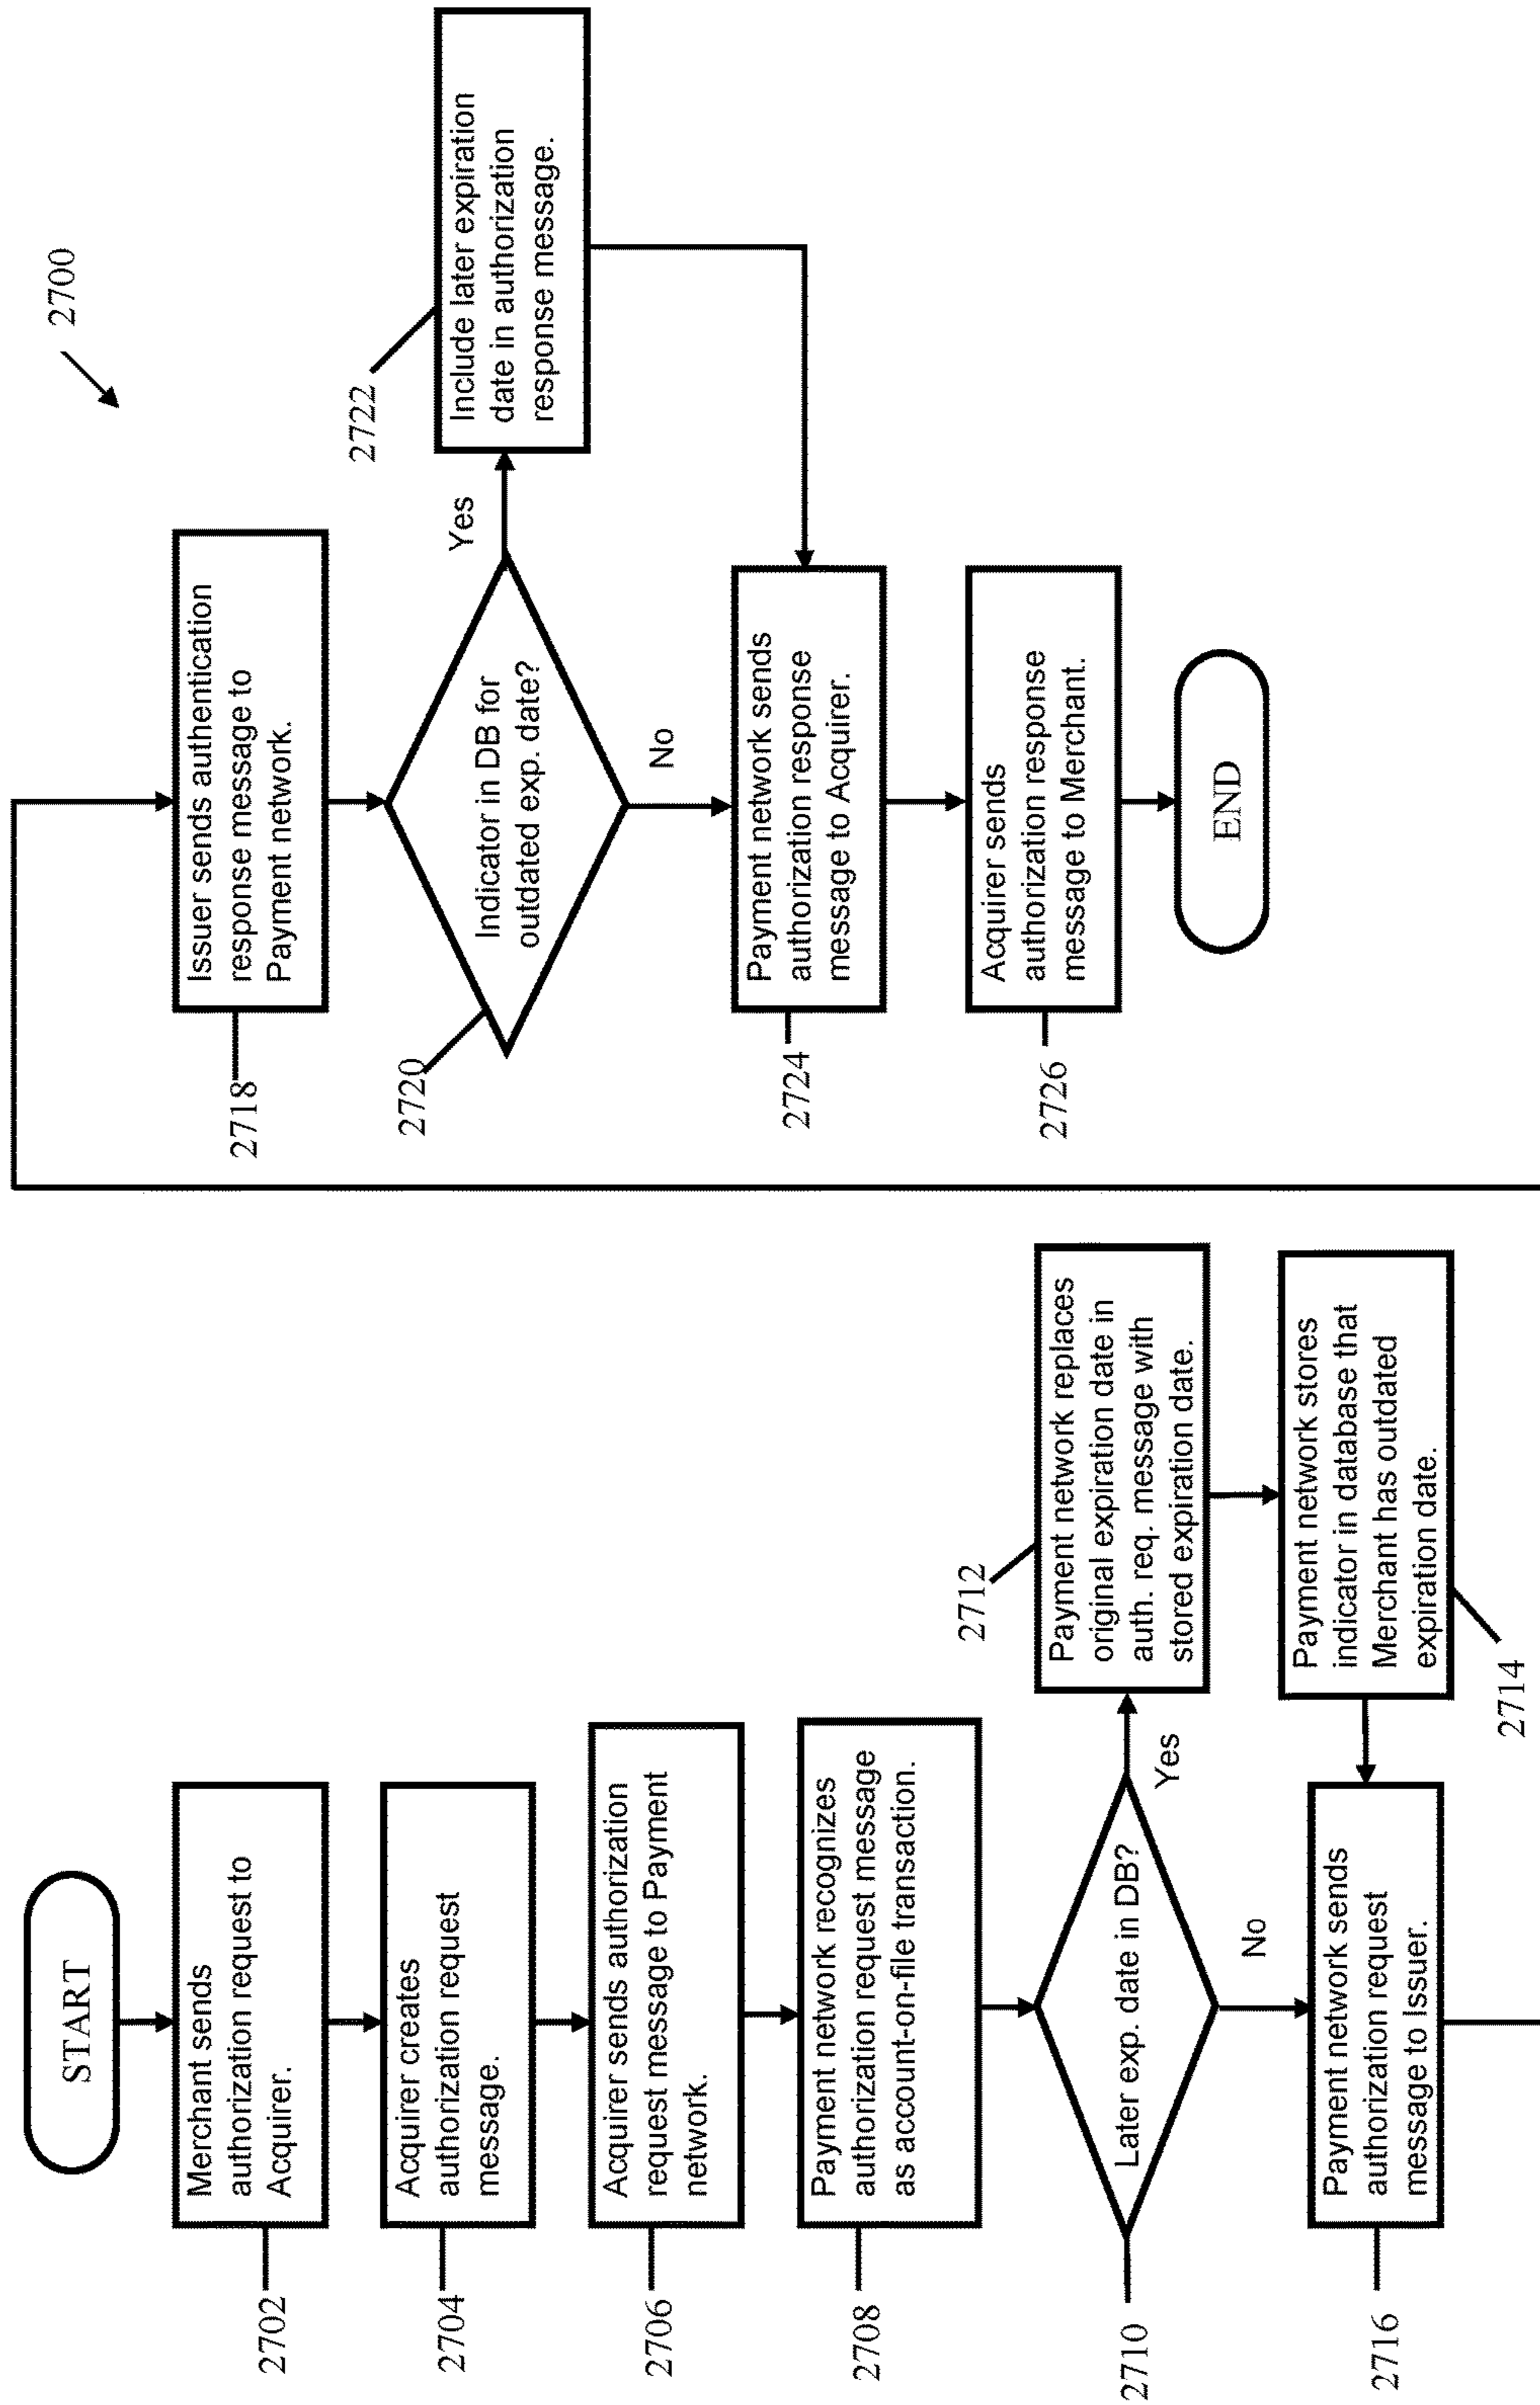 2700
START
2702
Merchant sends
authorization request to
Acquirer.
2704
Acquirer creates
authorization request
message.
2706
Acquirer sends authorization
request message to Payment
network.
2708
Payment network recognizes
authorization request message
as account-on-file transaction.
2710
Later exp. date in DB?
Yes
No
2712
Payment network replaces
original expiration date in
auth. req. message with
stored expiration date.
2714
Payment network stores
indicator in database that
Merchant has outdated
expiration date.
2716
Payment network sends
authorization request
message to Issuer.
2718
Issuer sends authentication
response message to
Payment network.
2720
Indicator in DB for
outdated exp. date?
Yes
No
2722
Include later expiration
date in authorization
response message.
2724
Payment network sends
authorization response
message to Acquirer.
2726
Acquirer sends
authorization response
message to Merchant.
END